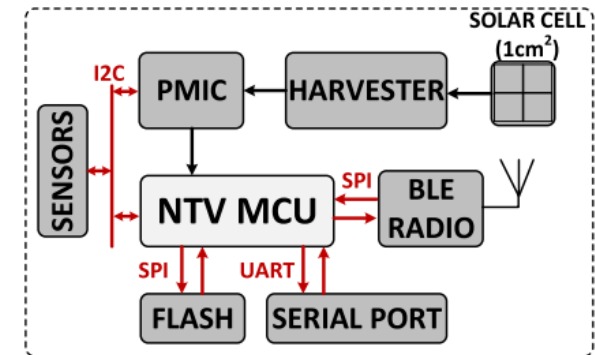 SOLAR CELL
(1cm²)
I2C
PMIC
HARVESTER
SENSORS
NTV MCU
SPI
BLE
RADIO
SPI
UART
FLASH
SERIAL PORT